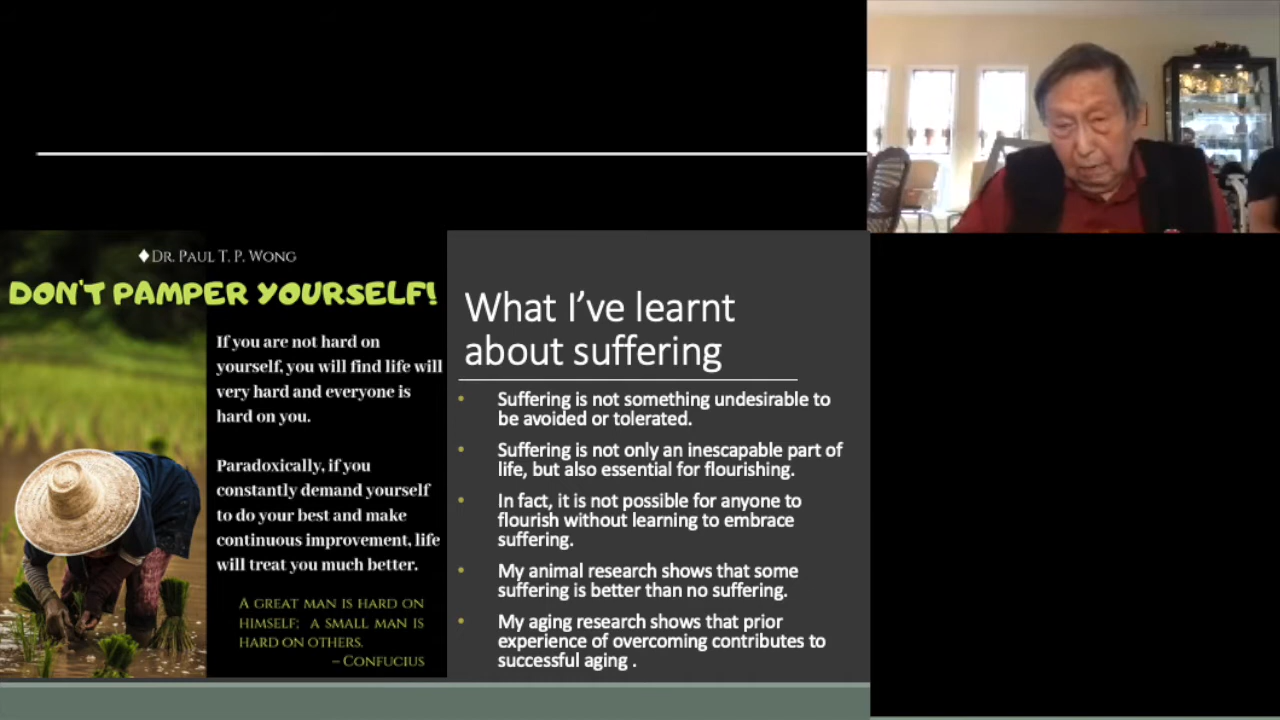 ♦DR. PAUL T. P. WONG
DON'T PAMPER YOURSELF!
If you are not hard on
yourself, you will find life will
very hard and everyone is
hard on you.
Paradoxically, if you
constantly demand yourself
to do your best and make
continuous improvement, life
will treat you much better.
A GREAT MAN IS HARD ON
HIMSELF; A SMALL MAN IS
HARD ON OTHERS.
– CONFUCIUS
What I've learnt
about suffering
• Suffering is not something undesirable to
be avoided or tolerated.
• Suffering is not only an inescapable part of
life, but also essential for flourishing.
• In fact, it is not possible for anyone to
flourish without learning to embrace
suffering.
• My animal research shows that some
suffering is better than no suffering.
• My aging research shows that prior
experience of overcoming contributes to
successful aging .